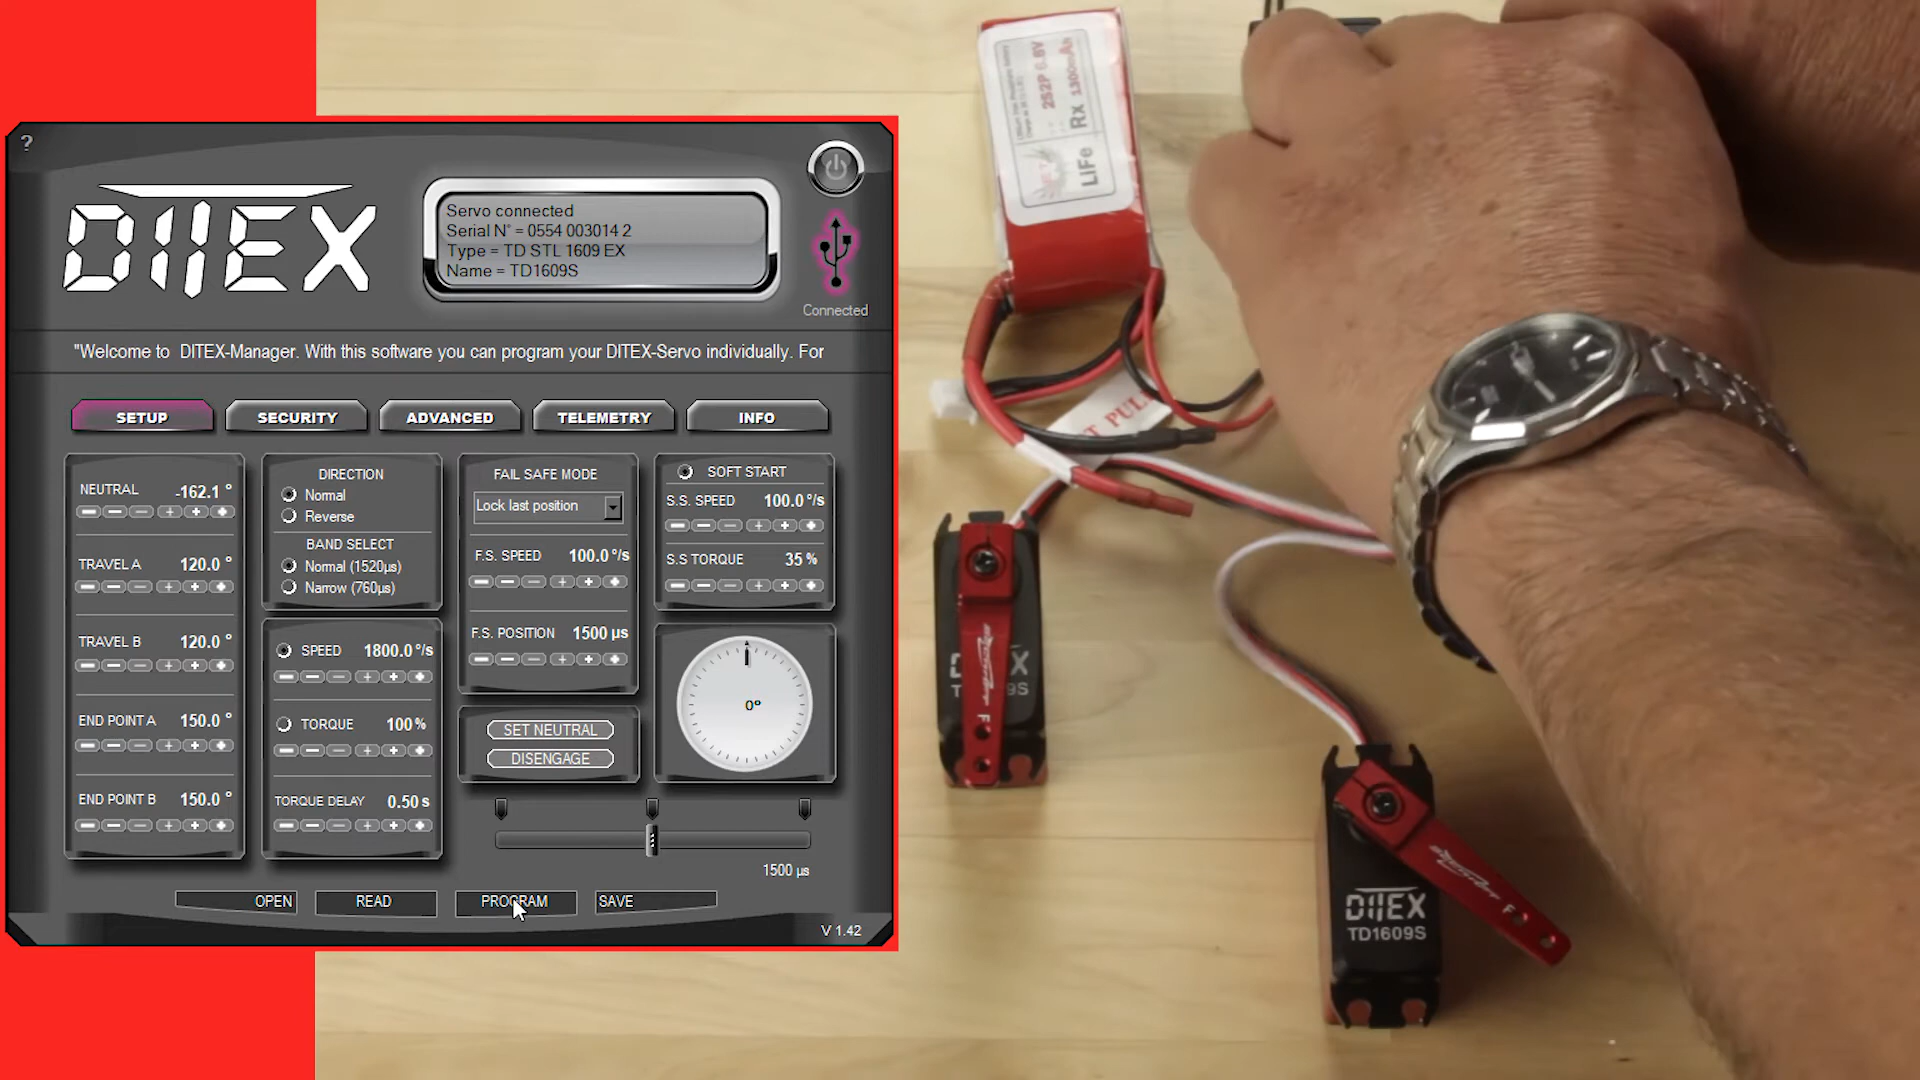 ?
DITEX
Servo connected
Serial N° = 0554 003014 2
Type = TD STL 1609 EX
Name = TD1609S
Connected
"Welcome to DITEX-Manager. With this software you can program your DITEX-Servo individually. For
SETUP
SECURITY
ADVANCED
TELEMETRY
INFO
NEUTRAL -162.1 °
TRAVEL A 120.0 °
TRAVEL B 120.0 °
END POINT A 150.0 °
END POINT B 150.0 °
DIRECTION
Normal
Reverse
BAND SELECT
Normal (1520µs)
Narrow (760µs)
SPEED 1800.0°/s
TORQUE 100%
TORQUE DELAY 0.50 s
FAIL SAFE MODE
Lock last position
F.S. SPEED 100.0°/s
F.S. POSITION 1500 µs
SET NEUTRAL
DISENGAGE
SOFT START
S.S. SPEED 100.0°/s
S.S TORQUE 35 %
0°
1500 µs
OPEN
READ
PROGRAM
SAVE
V 1.42
2S2P 6.6V
Rx 1300mAh
LiFe
T PULL
F
F
DITEX
TD1609S